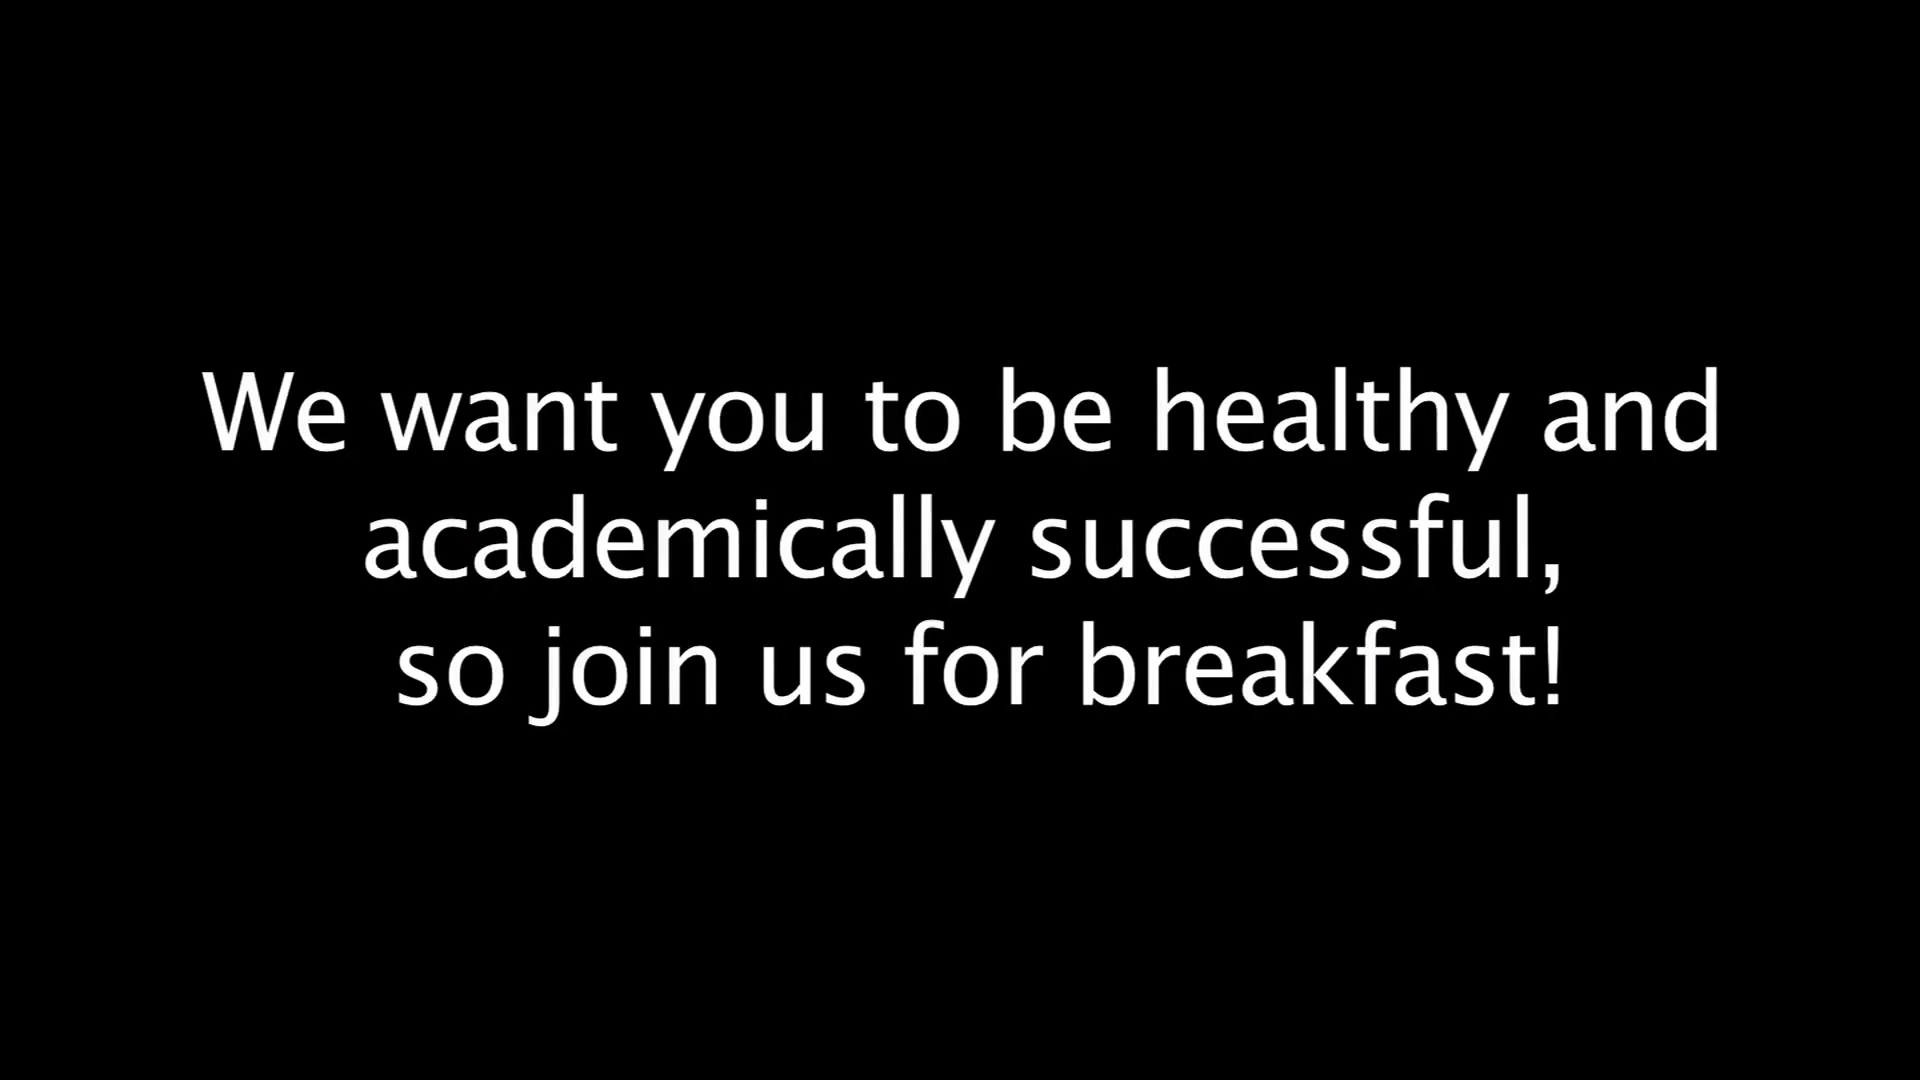 We want you to be healthy and
academically successful,
so join us for breakfast!